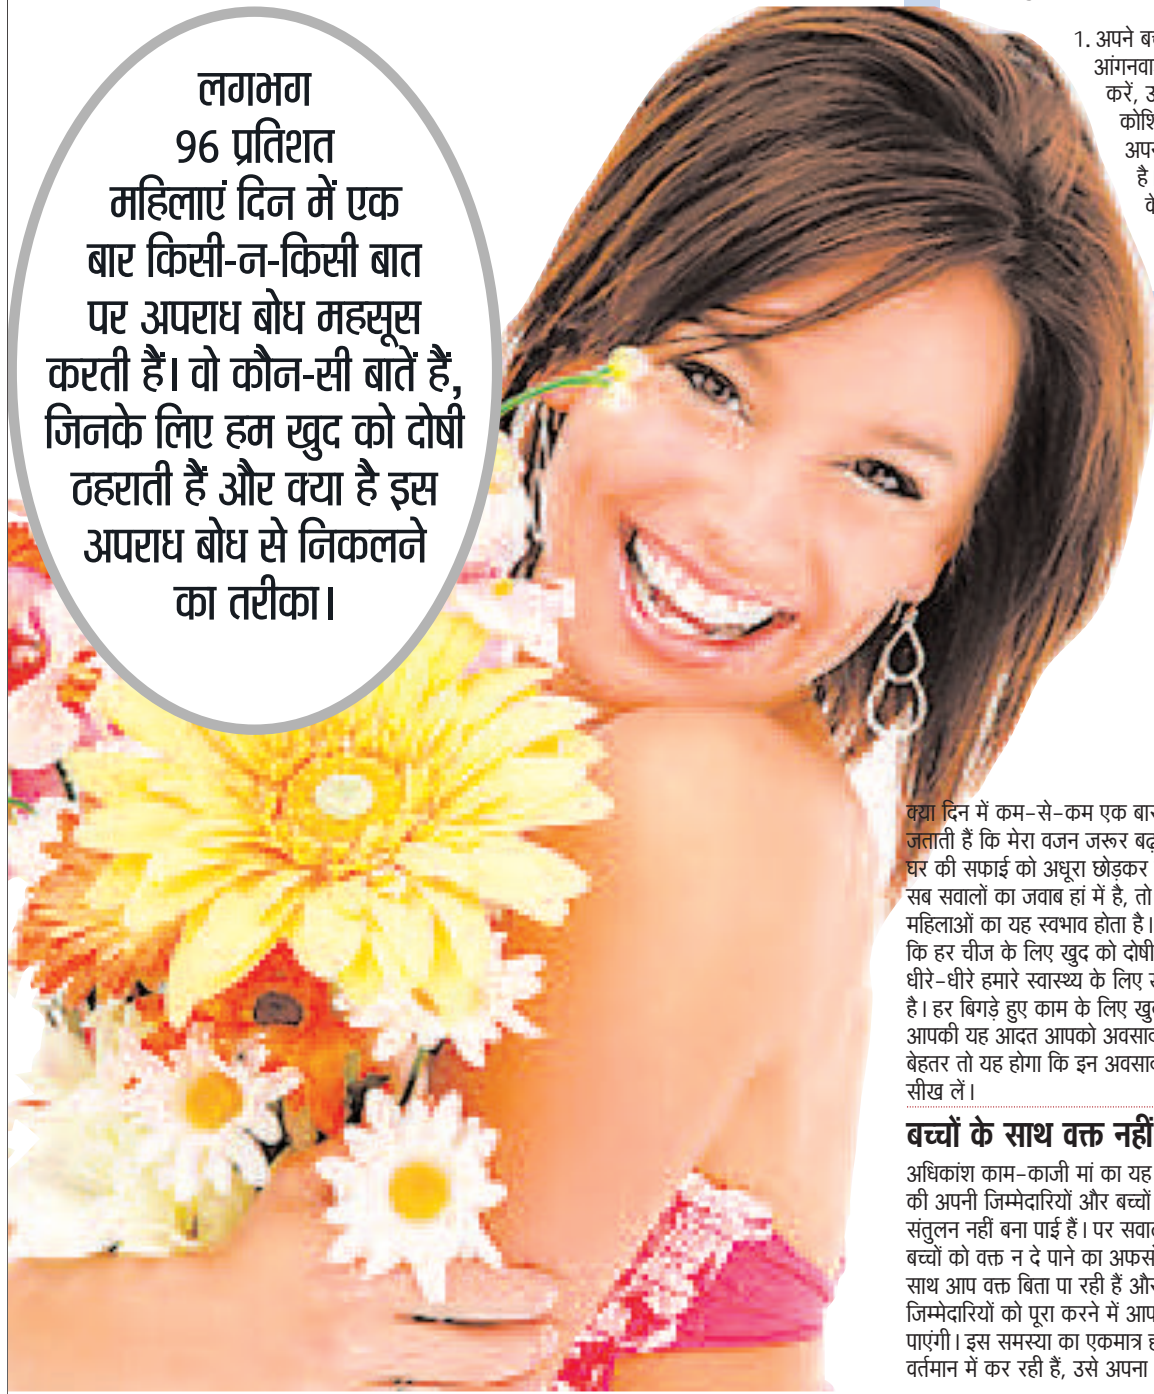 लगभग
96 प्रतिशत
महिलाएं दिन में एक
बार किसी-न-किसी बात
पर अपराध बोध महसूस
करती हैं। वो कौन-सी बातें हैं,
जिनके लिए हम खुद को दोषी
ठहराती हैं और क्या है इस
अपराध बोध से निकलने
का तरीका।
1. अपने
करें,
है
क्या दिन में कम-से-कम एक बार
जताती हैं कि मेरा वजन जरूर
घर की सफाई को अधूरा छोड़कर
सब सवालों का जवाब हां में है, तो
महिलाओं का यह स्वभाव होता है।
कि हर चीज के लिए खुद को दोषी
धीरे-धीरे हमारे स्वास्थ्य के लिए
है। हर बिगड़े हुए काम के लिए
आपकी यह आदत आपको
बेहतर तो यह होगा कि इन
सीख लें।
बच्चों के साथ वक्त नहीं
अधिकांश काम-काजी मां का यह
की अपनी जिम्मेदारियों और बच्चों
संतुलन नहीं बना पाई हैं। पर
बच्चों को वक्त न दे पाने का
साथ आप वक्त बिता पा रही हैं और
जिम्मेदारियों को पूरा करने में
पाएंगी। इस समस्या का एकमात्र
वर्तमान में कर रही हैं, उसे अपना